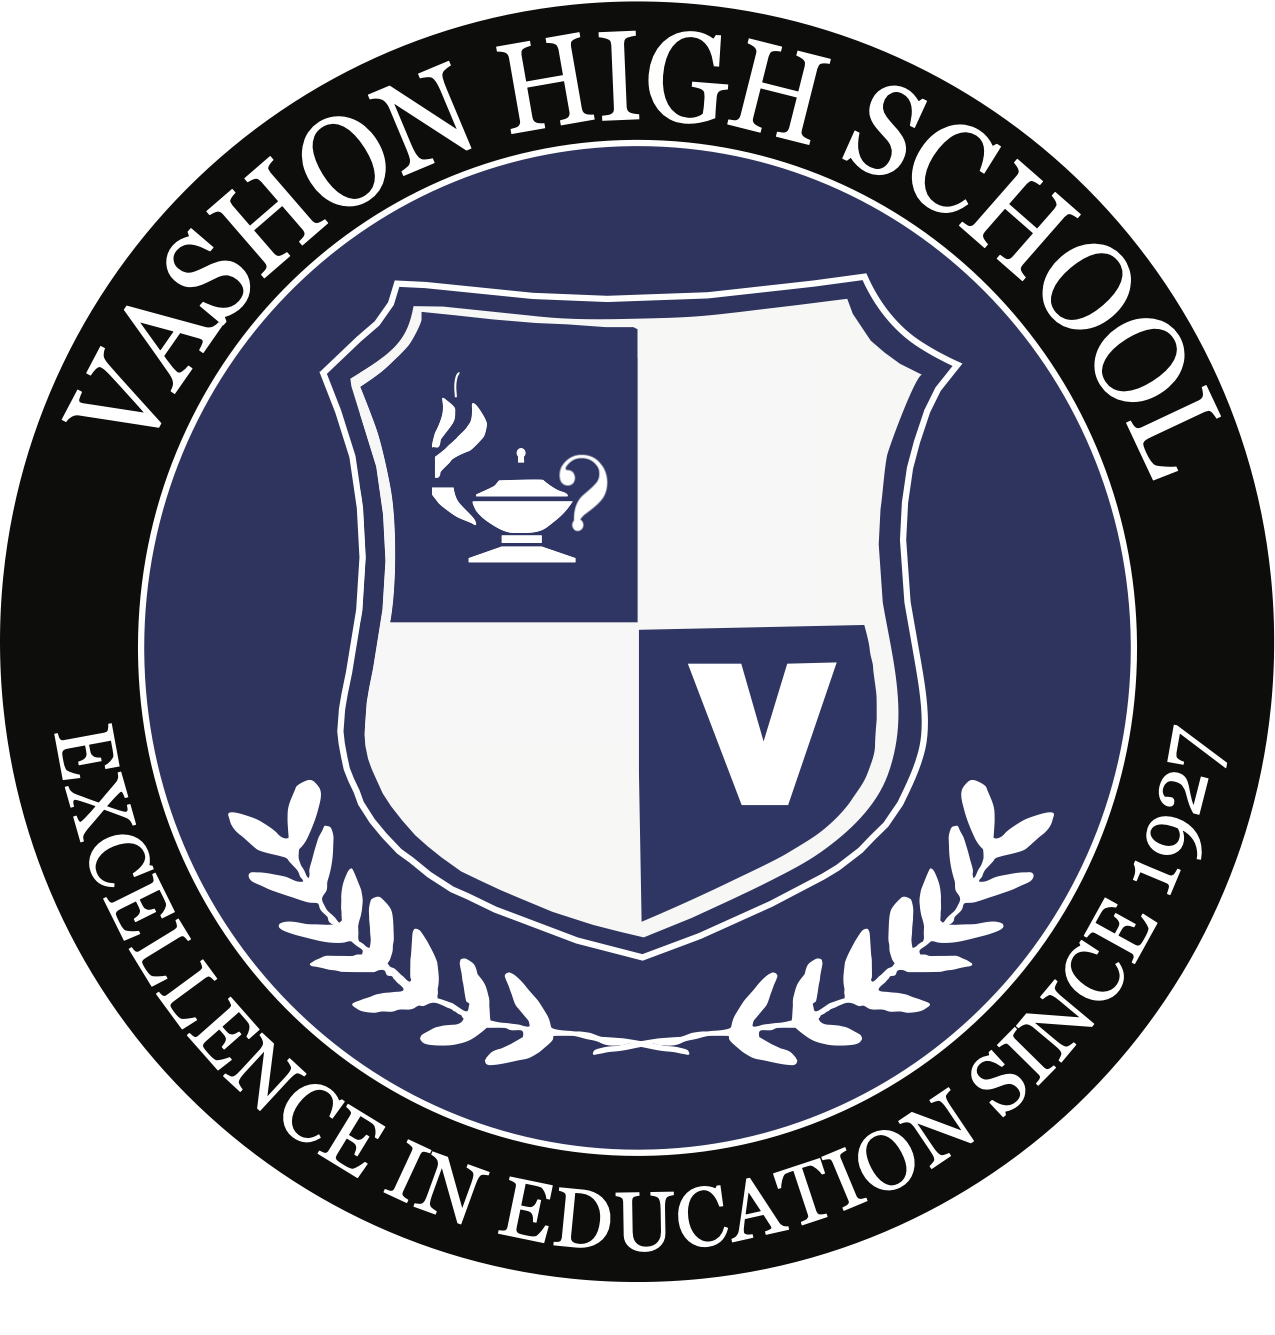 VASHON HIGH SCHOOL
V
EXCELLENCE IN EDUCATION SINCE 1927